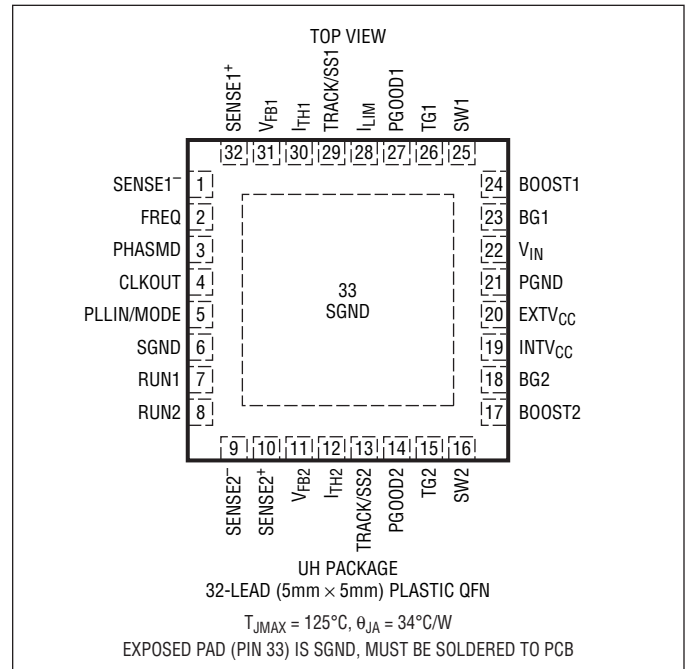 TOP VIEW
SENSE1+
VFB1
ITH1
TRACK/SS1
ILIM
PGOOD1
TG1
SW1
32 31 30 29 28 27 26 25
SENSE1– 1
FREQ 2
PHASMD 3
CLKOUT 4
PLLIN/MODE 5
SGND 6
RUN1 7
RUN2 8
33
SGND
24 BOOST1
23 BG1
22 VIN
21 PGND
20 EXTVCC
19 INTVCC
18 BG2
17 BOOST2
9 10 11 12 13 14 15 16
SENSE2–
SENSE2+
VFB2
ITH2
TRACK/SS2
PGOOD2
TG2
SW2
UH PACKAGE
32-LEAD (5mm × 5mm) PLASTIC QFN
TJMAX = 125°C, θJA = 34°C/W
EXPOSED PAD (PIN 33) IS SGND, MUST BE SOLDERED TO PCB